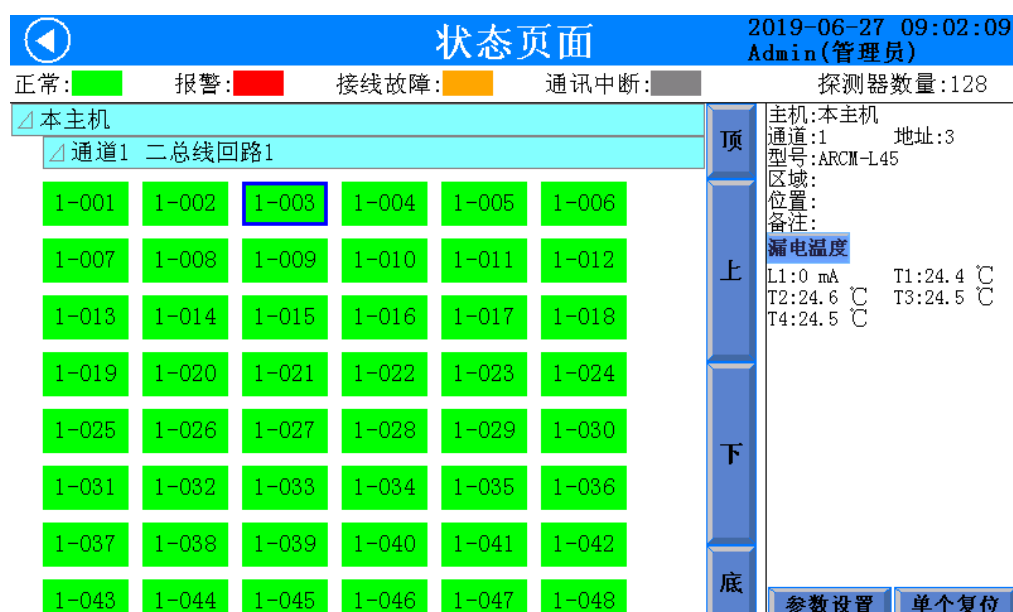 状态页面
2019-06-27 09:02:09
Admin(管理员)
正常: 报警: 接线故障: 通讯中断: 探测器数量:128
本主机
通道1 二总线回路1
1-001 1-002 1-003 1-004 1-005 1-006
1-007 1-008 1-009 1-010 1-011 1-012
1-013 1-014 1-015 1-016 1-017 1-018
1-019 1-020 1-021 1-022 1-023 1-024
1-025 1-026 1-027 1-028 1-029 1-030
1-031 1-032 1-033 1-034 1-035 1-036
1-037 1-038 1-039 1-040 1-041 1-042
1-043 1-044 1-045 1-046 1-047 1-048
顶
上
下
底
主机:本主机
通道:1 地址:3
型号:ARCM-L45
区域:
位置:
备注:
漏电温度
L1:0 mA T1:24.4 ℃
T2:24.6 ℃ T3:24.5 ℃
T4:24.5 ℃
参数设置 单个复位